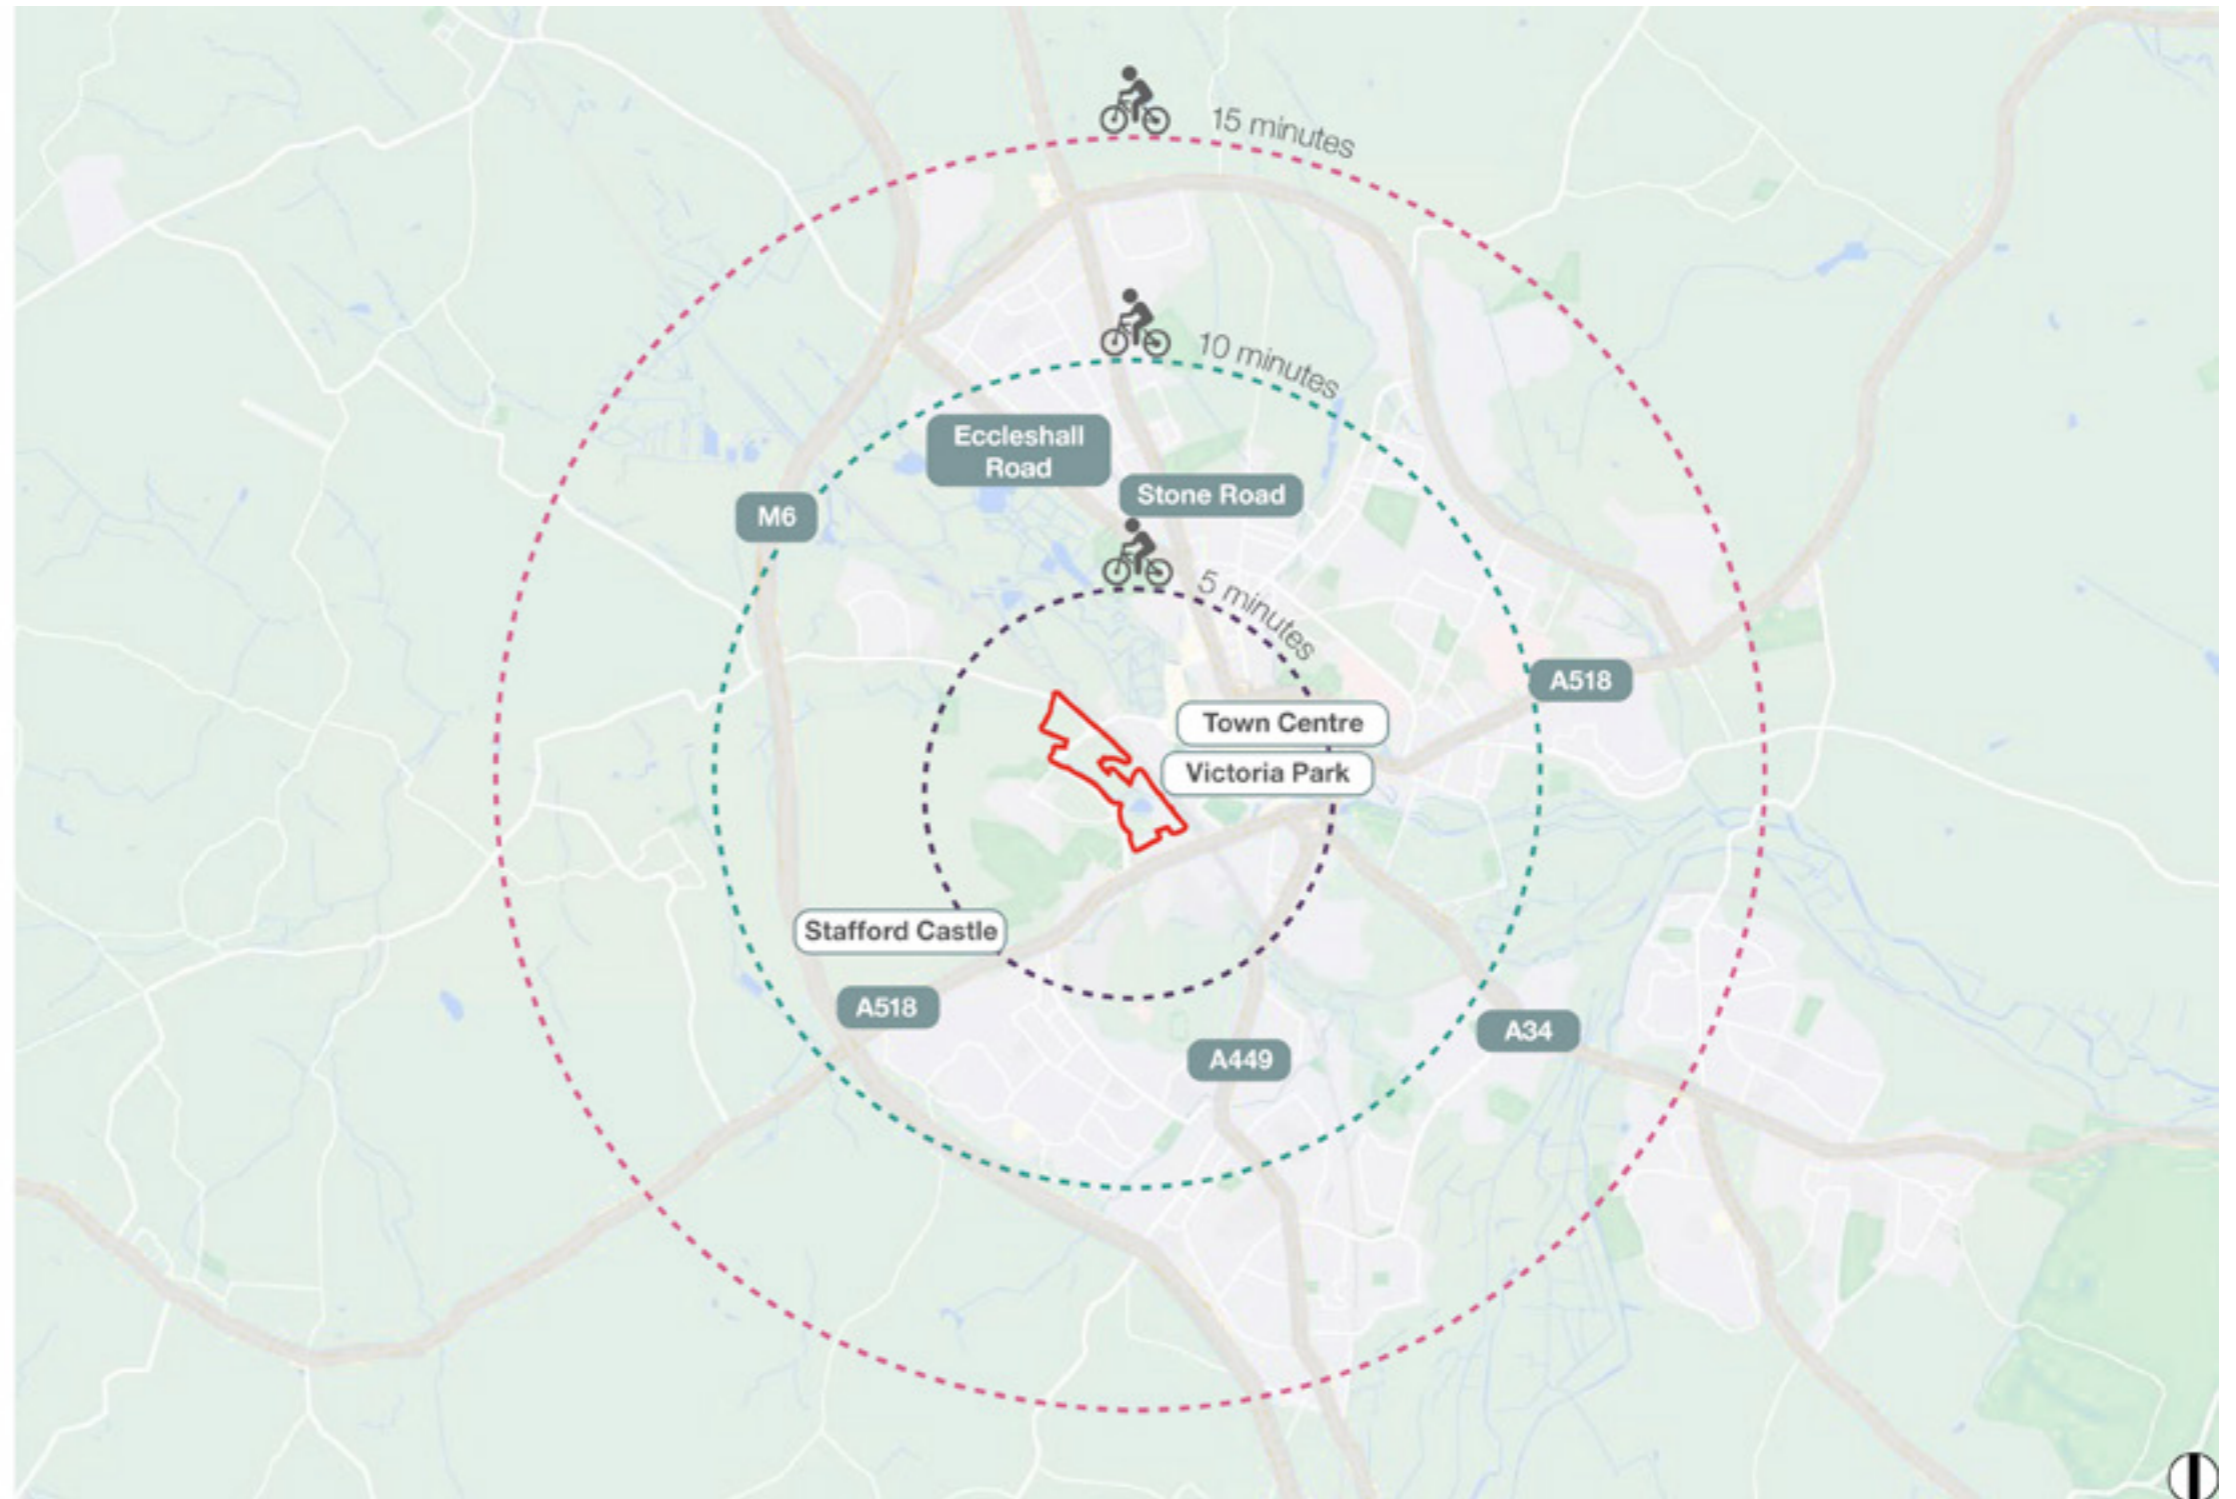 15 minutes
10 minutes
Eccleshall
Road
Stone Road
M6
5 minutes
A518
Town Centre
Victoria Park
Stafford Castle
A518
A34
A449